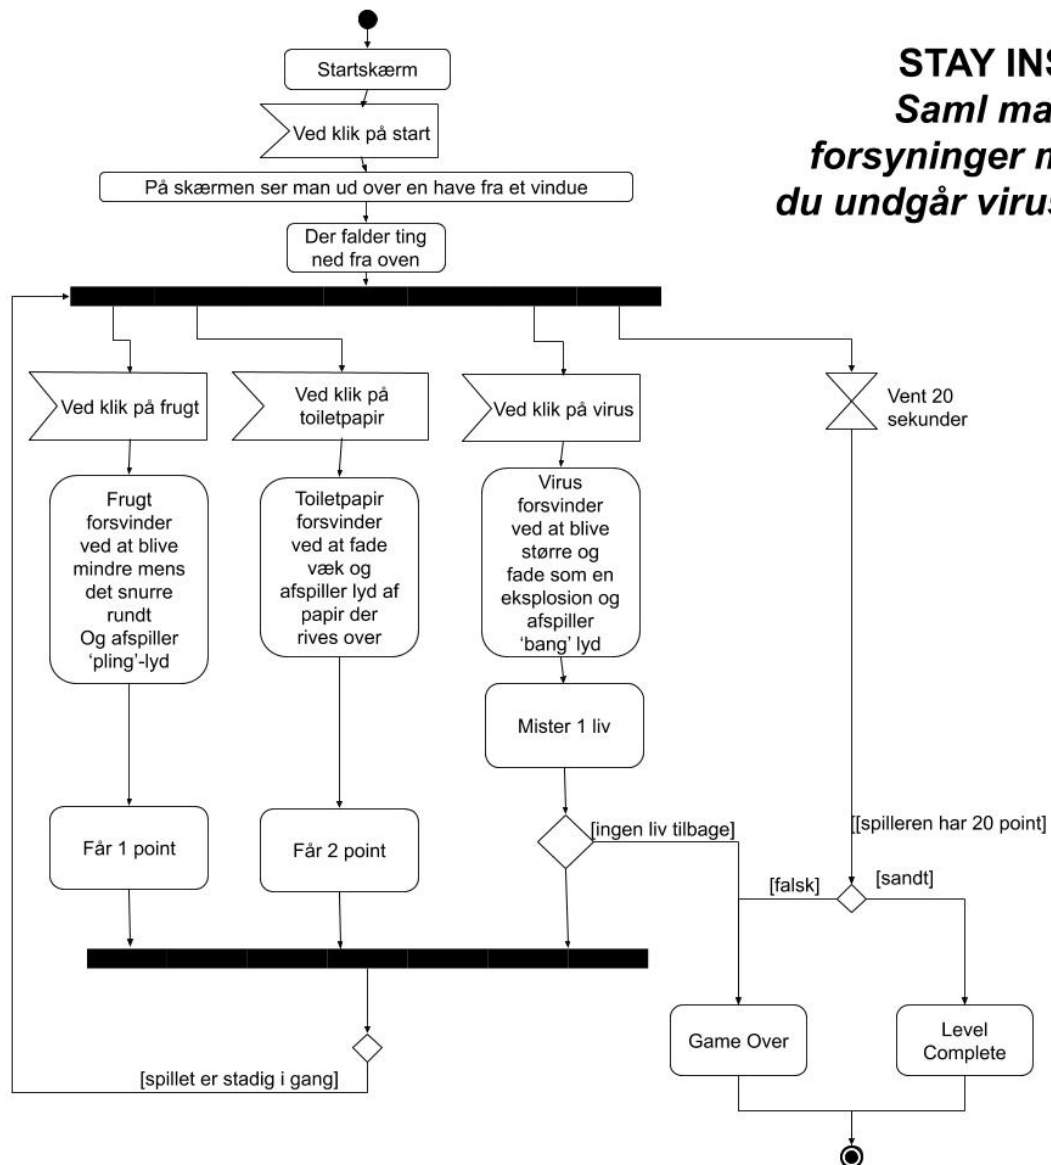 STAY INS
Saml ma
forsyninger m
du undgår virus
Startskærm
Ved klik på start
På skærmen ser man ud over en have fra et vindue
Der falder ting
ned fra oven
Ved klik på frugt
Ved klik på
toiletpapir
Ved klik på virus
Vent 20
sekunder
Frugt
forsvinder
ved at blive
mindre mens
det snurre
rundt
Og afspiller
‘pling’-lyd
Toiletpapir
forsvinder
ved at fade
væk og
afspiller lyd af
papir der
rives over
Virus
forsvinder
ved at blive
større og
fade som en
eksplosion og
afspiller
‘bang’ lyd
Mister 1 liv
Får 1 point
Får 2 point
[ingen liv tilbage]
[[spilleren har 20 point]
[falsk]
[sandt]
Game Over
Level
Complete
[spillet er stadig i gang]